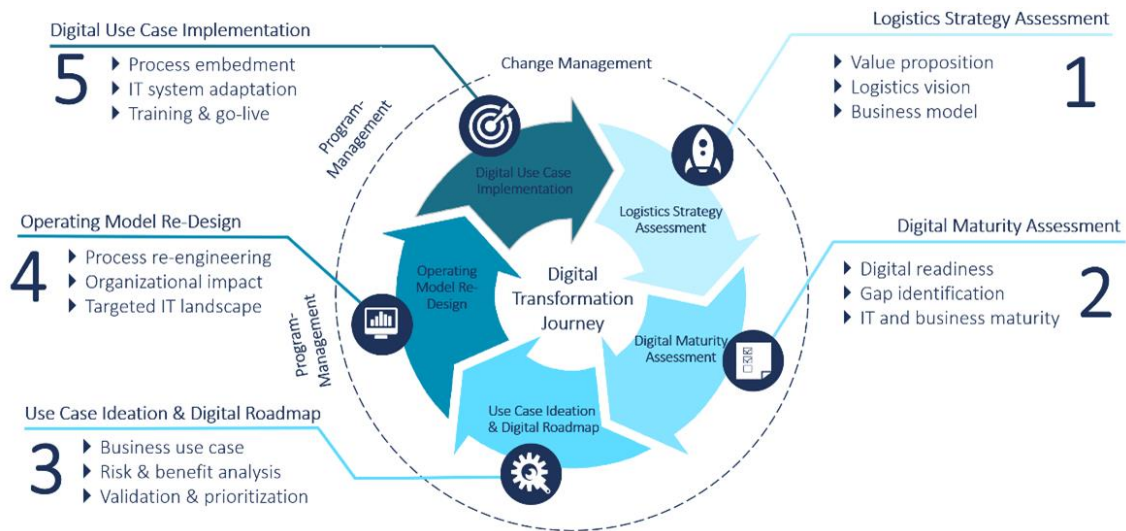 Digital Use Case Implementation
5
Process embedment
IT system adaptation
Training & go-live
Change Management
Logistics Strategy Assessment
1
Value proposition
Logistics vision
Business model
Program-
Management
Digital Use Case
Implementation
Logistics Strategy
Assessment
Operating Model Re-Design
4
Process re-engineering
Organizational impact
Targeted IT landscape
Operating
Model Re-
Design
Digital
Transformation
Journey
Digital Maturity Assessment
2
Digital readiness
Gap identification
IT and business maturity
Program-
Management
Digital Maturity
Assessment
Use Case Ideation & Digital Roadmap
3
Business use case
Risk & benefit analysis
Validation & prioritization
Use Case Ideation
& Digital Roadmap